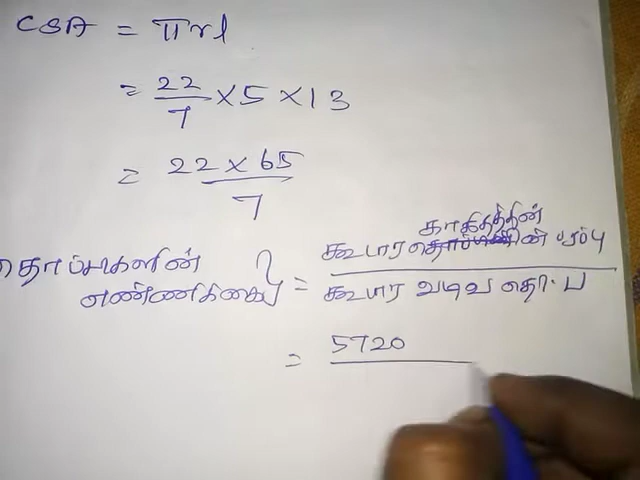 CSA = πrl
= 22/7 × 5 × 13
= 22 × 65 / 7
காகிதத்தின்
தொப்பிகளின் எண்ணிக்கை } = கூடார பரப்பு / கூடார வடிவ தொ. ப
= 5720